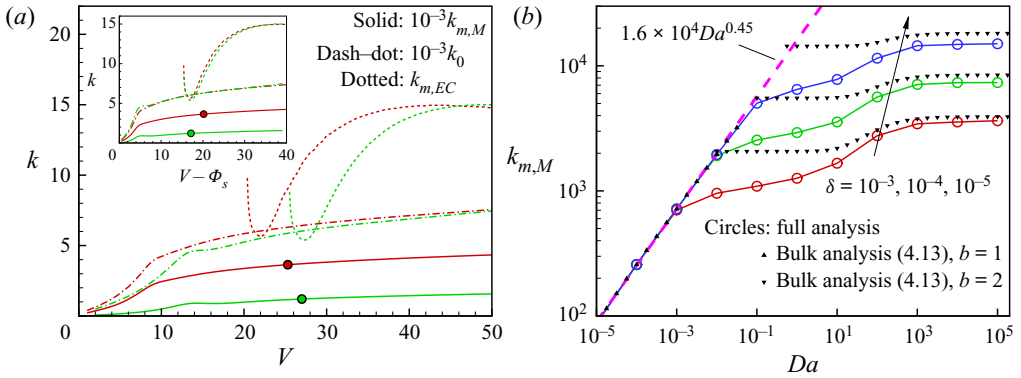 (a)
22
20
15
10
5
0
k
V
0
10
20
30
40
50
Solid: 10⁻³k_{m,M}
Dash–dot: 10⁻³k₀
Dotted: k_{m,EC}
15
10
5
0
k
0
10
20
30
40
V – Φ_s
(b)
10⁴
10³
10²
k_{m,M}
1.6 × 10⁴Da^{0.45}
δ = 10⁻³, 10⁻⁴, 10⁻⁵
Circles: full analysis
▲ Bulk analysis (4.13), b = 1
▼ Bulk analysis (4.13), b = 2
10⁻⁵
10⁻³
10⁻¹
10¹
10³
10⁵
Da